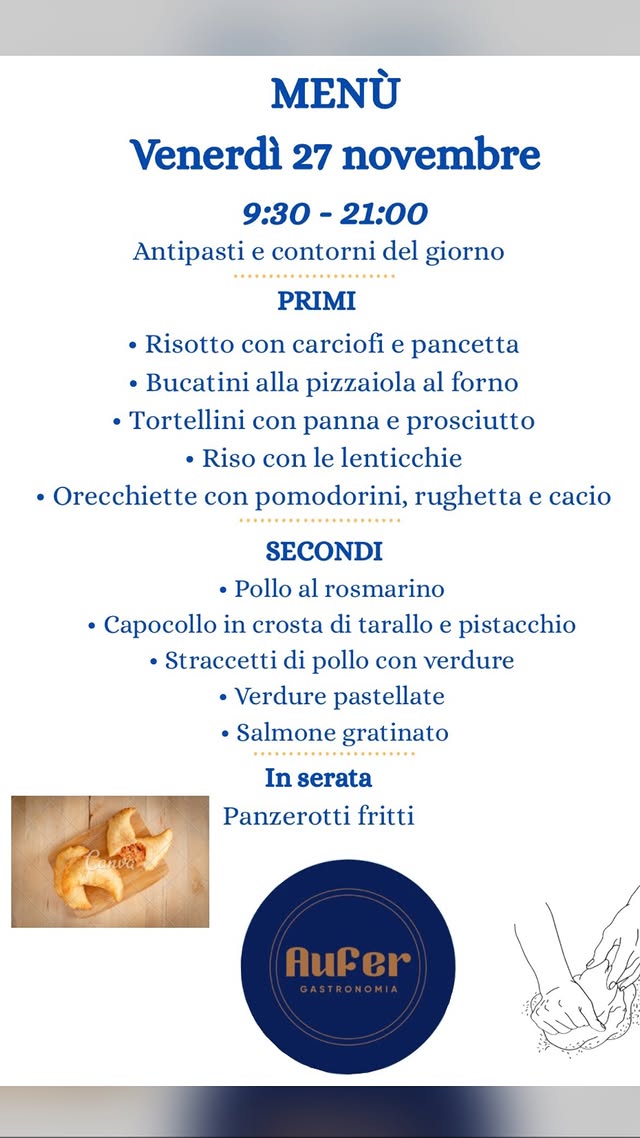 MENÙ
Venerdì 27 novembre
9:30 - 21:00
Antipasti e contorni del giorno
PRIMI
• Risotto con carciofi e pancetta
• Bucatini alla pizzaiola al forno
• Tortellini con panna e prosciutto
• Riso con le lenticchie
• Orecchiette con pomodorini, rughetta e cacio
SECONDI
• Pollo al rosmarino
• Capocollo in crosta di tarallo e pistacchio
• Straccetti di pollo con verdure
• Verdure pastellate
• Salmone gratinato
In serata
Panzerotti fritti
Canva
AuFer
GASTRONOMIA